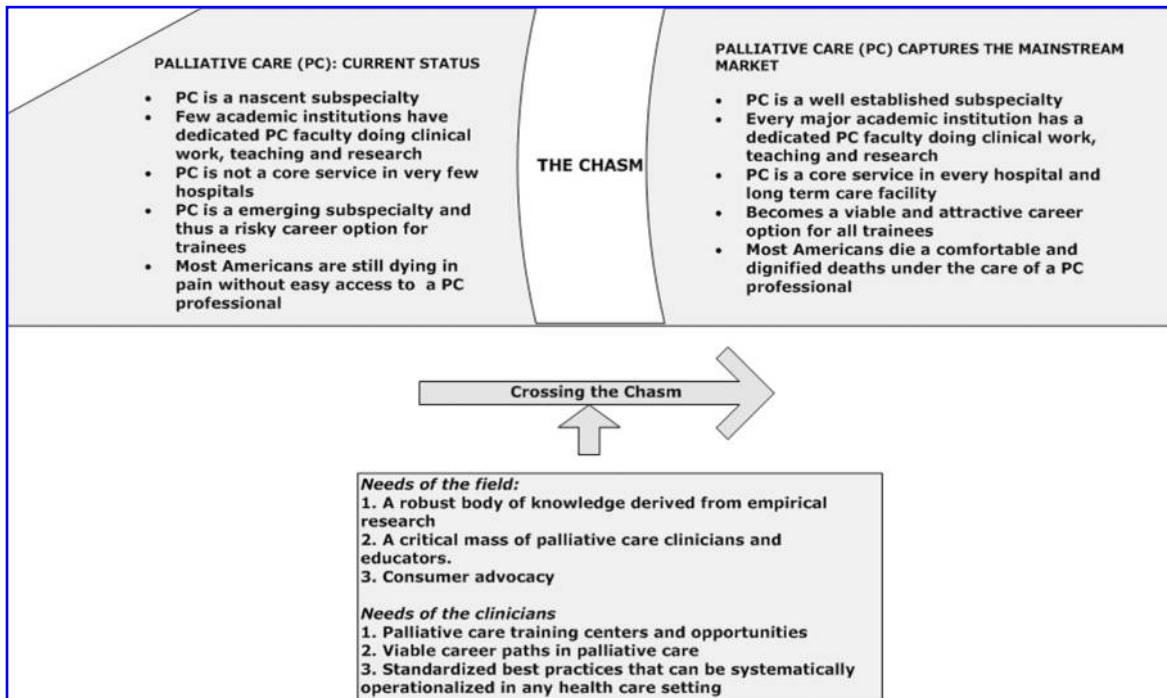 PALLIATIVE CARE (PC): CURRENT STATUS
• PC is a nascent subspecialty
• Few academic institutions have
dedicated PC faculty doing clinical
work, teaching and research
• PC is not a core service in very few
hospitals
• PC is a emerging subspecialty and
thus a risky career option for
trainees
• Most Americans are still dying in
pain without easy access to a PC
professional
THE CHASM
PALLIATIVE CARE (PC) CAPTURES THE MAINSTREAM
MARKET
• PC is a well established subspecialty
• Every major academic institution has a
dedicated PC faculty doing clinical work,
teaching and research
• PC is a core service in every hospital and
long term care facility
• Becomes a viable and attractive career
option for all trainees
• Most Americans die a comfortable and
dignified deaths under the care of a PC
professional
Crossing the Chasm
Needs of the field:
1. A robust body of knowledge derived from empirical
research
2. A critical mass of palliative care clinicians and
educators.
3. Consumer advocacy
Needs of the clinicians
1. Palliative care training centers and opportunities
2. Viable career paths in palliative care
3. Standardized best practices that can be systematically
operationalized in any health care setting